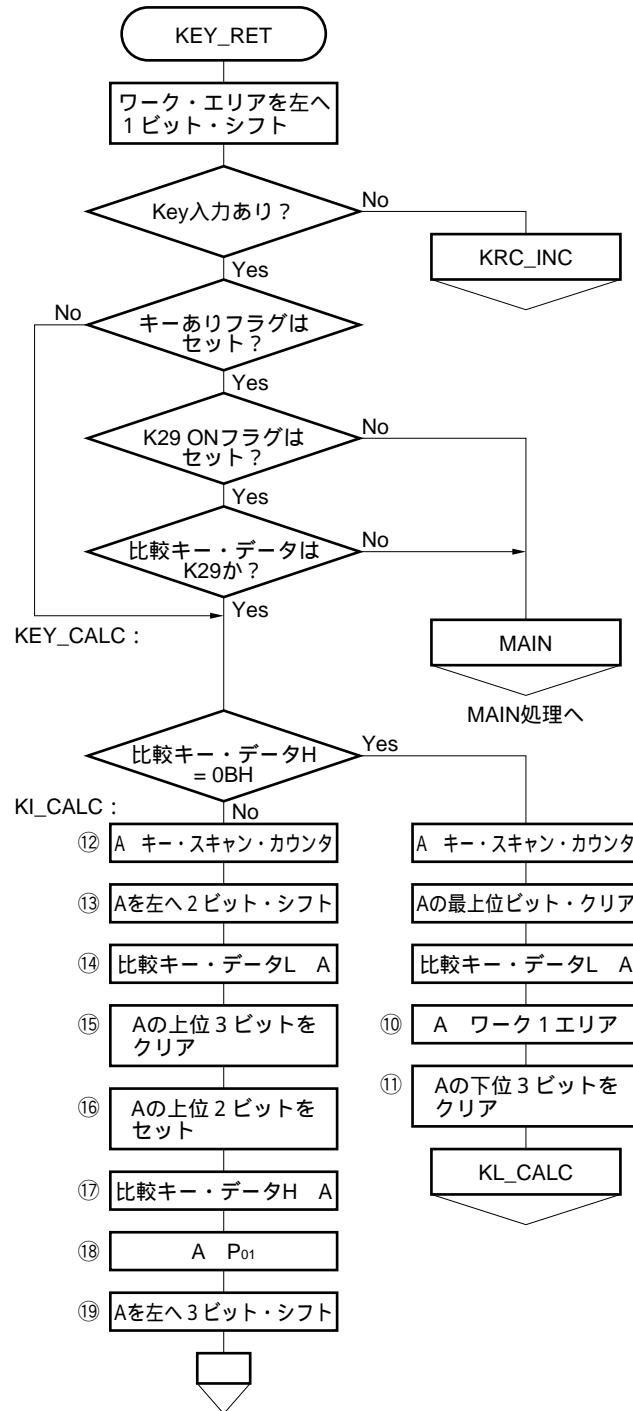 KEY_RET
ワーク・エリアを左へ
1ビット・シフト
Key入力あり？
No
KRC_INC
Yes
No
キーありフラグは
セット？
Yes
K29 ONフラグは
セット？
No
Yes
比較キー・データは
K29か？
No
Yes
KEY_CALC：
MAIN
MAIN処理へ
比較キー・データH
= 0BH
Yes
KI_CALC：
No
⑫ A キー・スキャン・カウンタ
⑬ Aを左へ2ビット・シフト
⑭ 比較キー・データL A
⑮ Aの上位3ビットを
クリア
⑯ Aの上位2ビットを
セット
⑰ 比較キー・データH A
⑱ A P01
⑲ Aを左へ3ビット・シフト
A キー・スキャン・カウンタ
Aの最上位ビット・クリア
比較キー・データL A
⑩ A ワーク1エリア
⑪ Aの下位3ビットを
クリア
KL_CALC